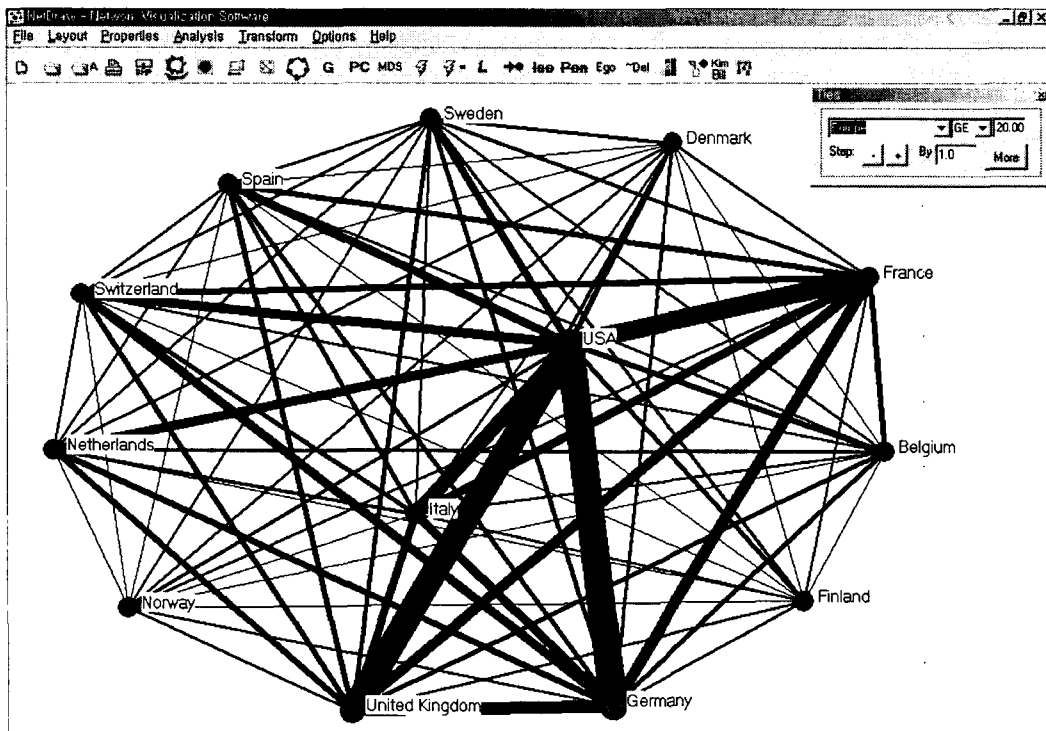 NetDraw - Network Visualization Software
File Layout Properties Analysis Transform Options Help
A G PC MDS = L Iso Pen Ego ~Del Kim Bill
Sweden
Denmark
GE 20.00
Step: - + By 1.0 More
Spain
France
Switzerland
USA
Netherlands
Belgium
Italy
Norway
Finland
United Kingdom
Germany